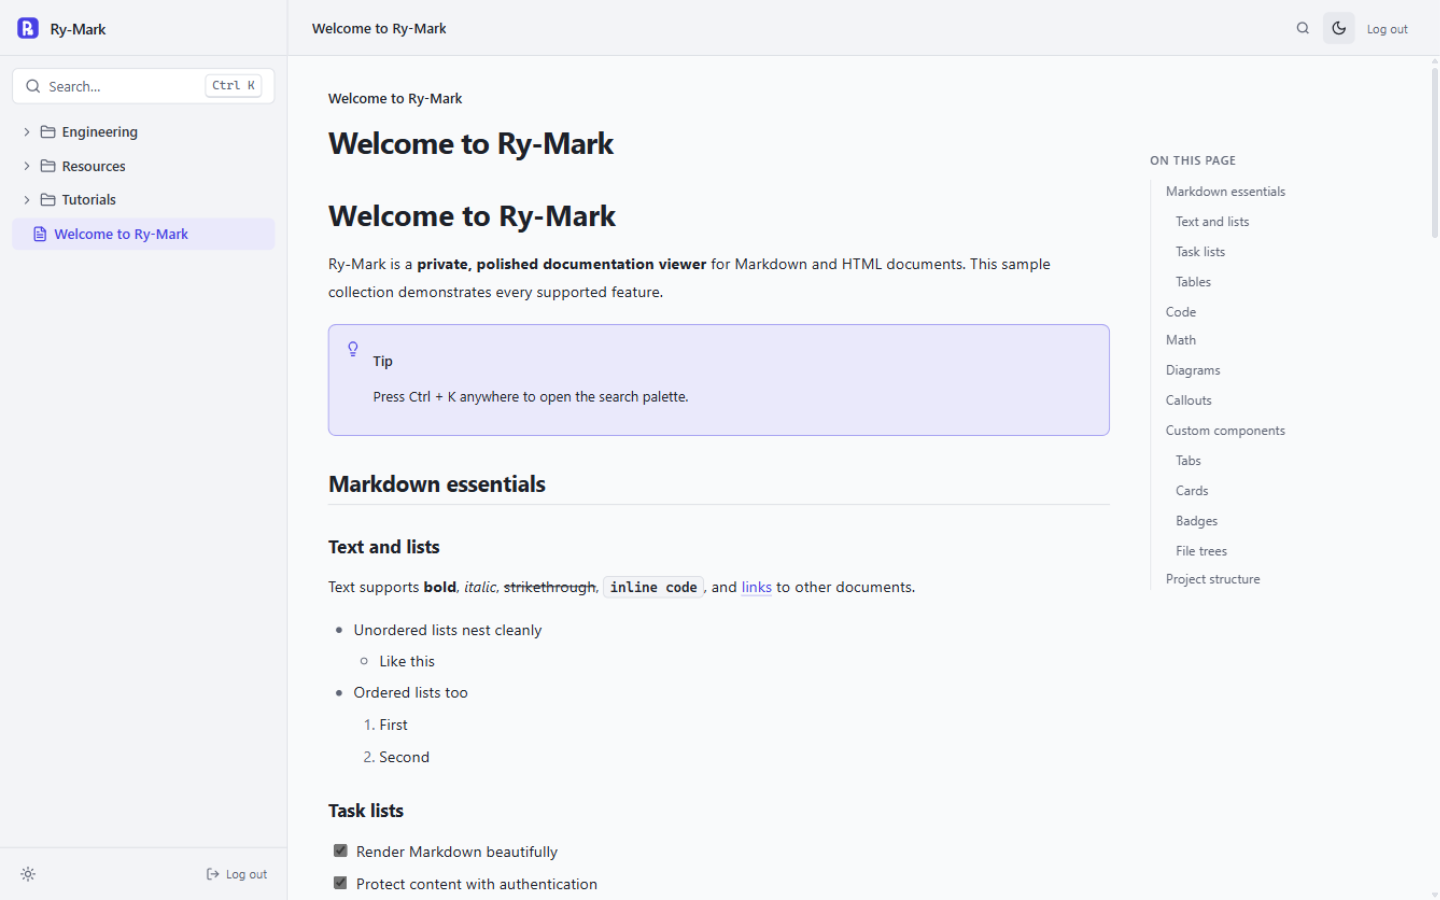 Ry-Mark
Search...
Ctrl K
Engineering
Resources
Tutorials
Welcome to Ry-Mark
Log out
Welcome to Ry-Mark
Log out
Welcome to Ry-Mark
Welcome to Ry-Mark
Welcome to Ry-Mark
Ry-Mark is a private, polished documentation viewer for Markdown and HTML documents. This sample
collection demonstrates every supported feature.
Tip
Press Ctrl + K anywhere to open the search palette.
Markdown essentials
Text and lists
Text supports bold, italic, strikethrough, inline code, and links to other documents.
Unordered lists nest cleanly
Like this
Ordered lists too
1. First
2. Second
Task lists
Render Markdown beautifully
Protect content with authentication
ON THIS PAGE
Markdown essentials
Text and lists
Task lists
Tables
Code
Math
Diagrams
Callouts
Custom components
Tabs
Cards
Badges
File trees
Project structure